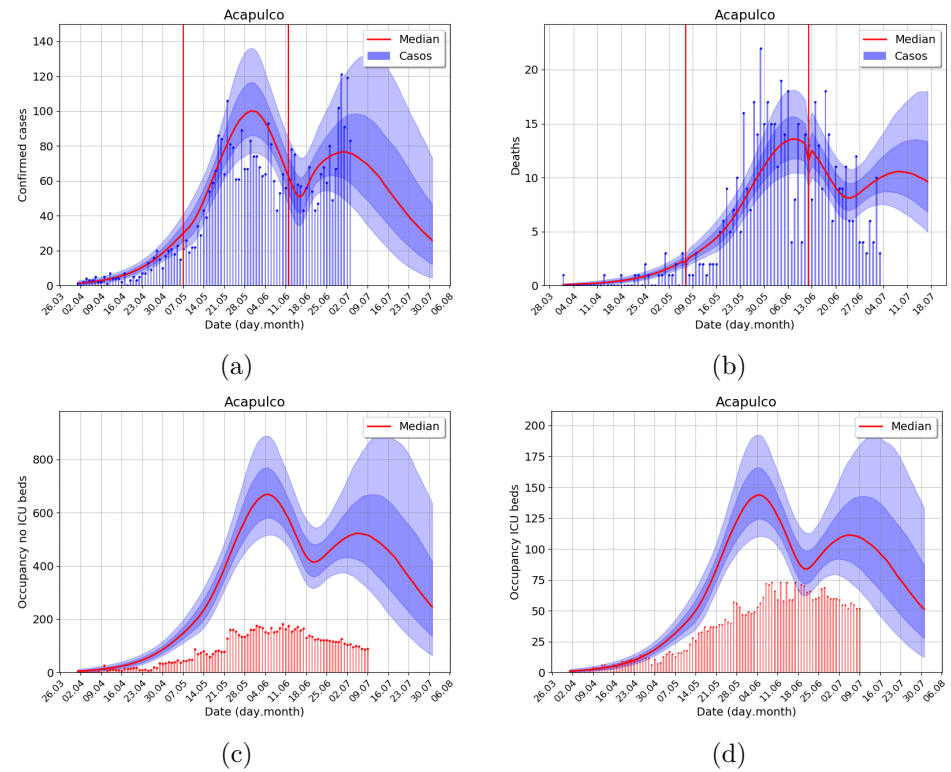 Acapulco
Median
Casos
Confirmed cases
140
120
100
80
60
40
20
0
26.03 02.04 09.04 16.04 23.04 30.04 07.05 14.05 21.05 28.05 04.06 11.06 18.06 25.06 02.07 09.07 16.07 23.07 30.07 06.08
Date (day.month)
(a)
Acapulco
Median
Casos
Deaths
20
15
10
5
0
28.03 04.04 11.04 18.04 25.04 02.05 09.05 16.05 23.05 30.05 06.06 13.06 20.06 27.06 04.07 11.07 18.07
Date (day.month)
(b)
Acapulco
Median
Occupancy no ICU beds
800
600
400
200
0
26.03 02.04 09.04 16.04 23.04 30.04 07.05 14.05 21.05 28.05 04.06 11.06 18.06 25.06 02.07 09.07 16.07 23.07 30.07 06.08
Date (day.month)
(c)
Acapulco
Median
Occupancy ICU beds
200
175
150
125
100
75
50
25
0
26.03 02.04 09.04 16.04 23.04 30.04 07.05 14.05 21.05 28.05 04.06 11.06 18.06 25.06 02.07 09.07 16.07 23.07 30.07 06.08
Date (day.month)
(d)